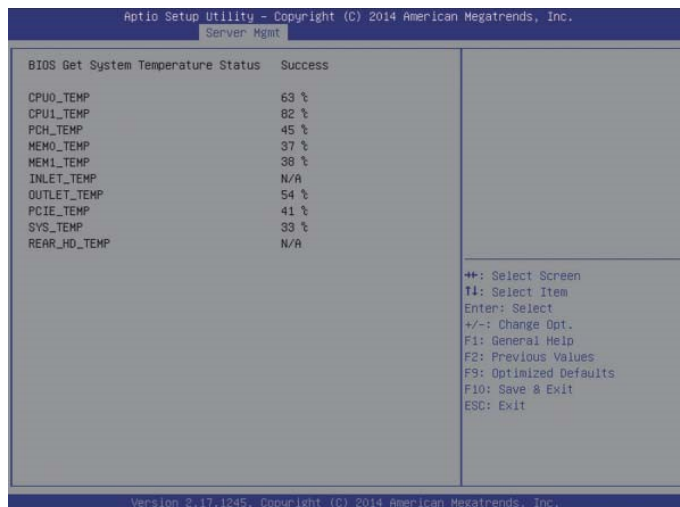 Aptio Setup Utility – Copyright (C) 2014 American Megatrends, Inc.
Server Mgmt
BIOS Get System Temperature Status Success
CPU0_TEMP 63 ℃
CPU1_TEMP 82 ℃
PCH_TEMP 45 ℃
MEM0_TEMP 37 ℃
MEM1_TEMP 38 ℃
INLET_TEMP N/A
OUTLET_TEMP 54 ℃
PCIE_TEMP 41 ℃
SYS_TEMP 33 ℃
REAR_HD_TEMP N/A
→←: Select Screen
↑↓: Select Item
Enter: Select
+/-: Change Opt.
F1: General Help
F2: Previous Values
F9: Optimized Defaults
F10: Save & Exit
ESC: Exit
Version 2.17.1245. Copyright (C) 2014 American Megatrends, Inc.